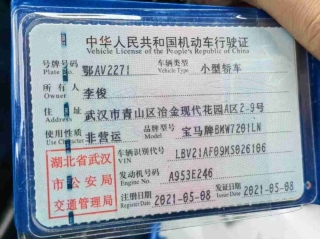 中华人民共和国机动车行驶证
Vehicle License of the People's Republic of China
号牌号码 Plate No. 鄂AV2271 车辆类型 Vehicle Type 小型轿车
所有人 Owner 李俊
住址 Address 武汉市青山区冶金现代花园A区2-9号
使用性质 Use Character 非营运 品牌型号 Model 宝马牌BMW7201LN
湖北省武汉市公安局交通管理局
车辆识别代号 VIN LBV21AF09MS026106
发动机号码 Engine No. A953E246
注册日期 Register Date 2021-05-08 发证日期 Issue Date 2021-05-08